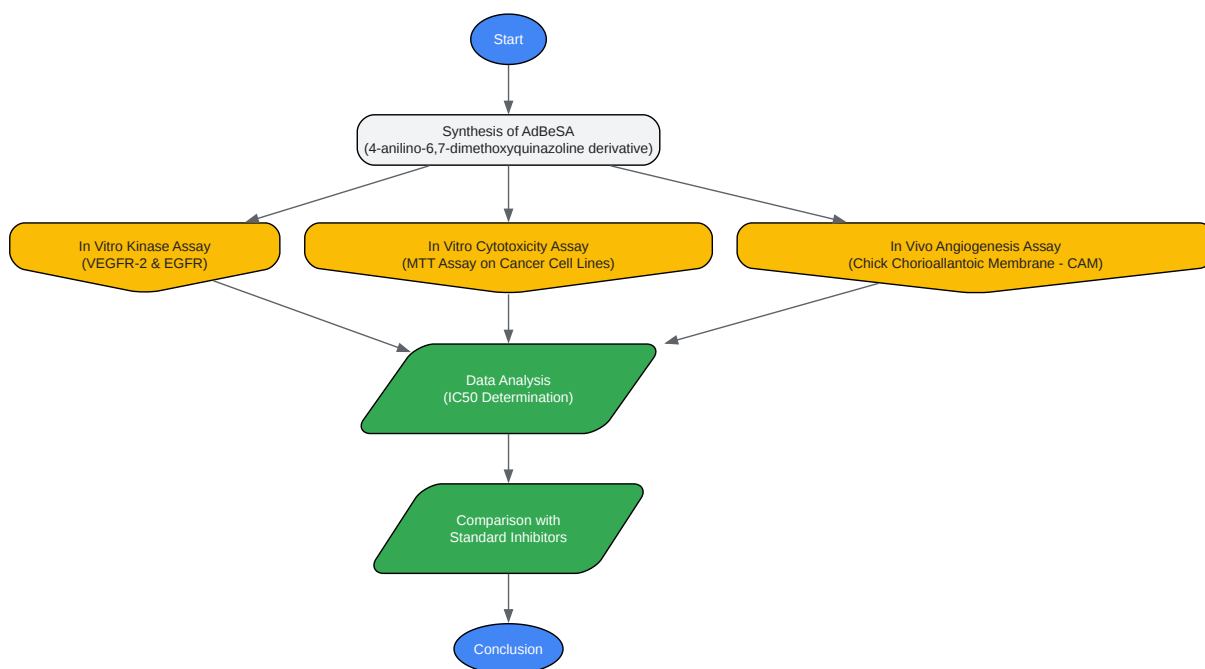 Start
Synthesis of AdBeSA
(4-anilino-6,7-dimethoxyquinazoline derivative)
In Vitro Kinase Assay
(VEGFR-2 & EGFR)
In Vitro Cytotoxicity Assay
(MTT Assay on Cancer Cell Lines)
In Vivo Angiogenesis Assay
(Chick Chorioallantoic Membrane - CAM)
Data Analysis
(IC50 Determination)
Comparison with
Standard Inhibitors
Conclusion